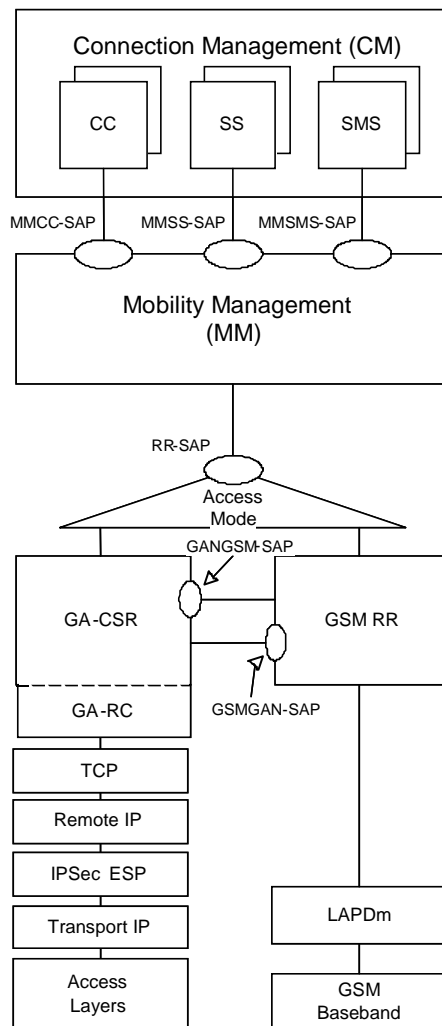 Connection Management (CM)
CC
SS
SMS
MMCC-SAP
MMSS-SAP
MMSMS-SAP
Mobility Management
(MM)
RR-SAP
Access
Mode
GANGSM-SAP
GA-CSR
GSM RR
GA-RC
GSMGAN-SAP
TCP
Remote IP
IPSec ESP
Transport IP
LAPDm
Access
Layers
GSM
Baseband